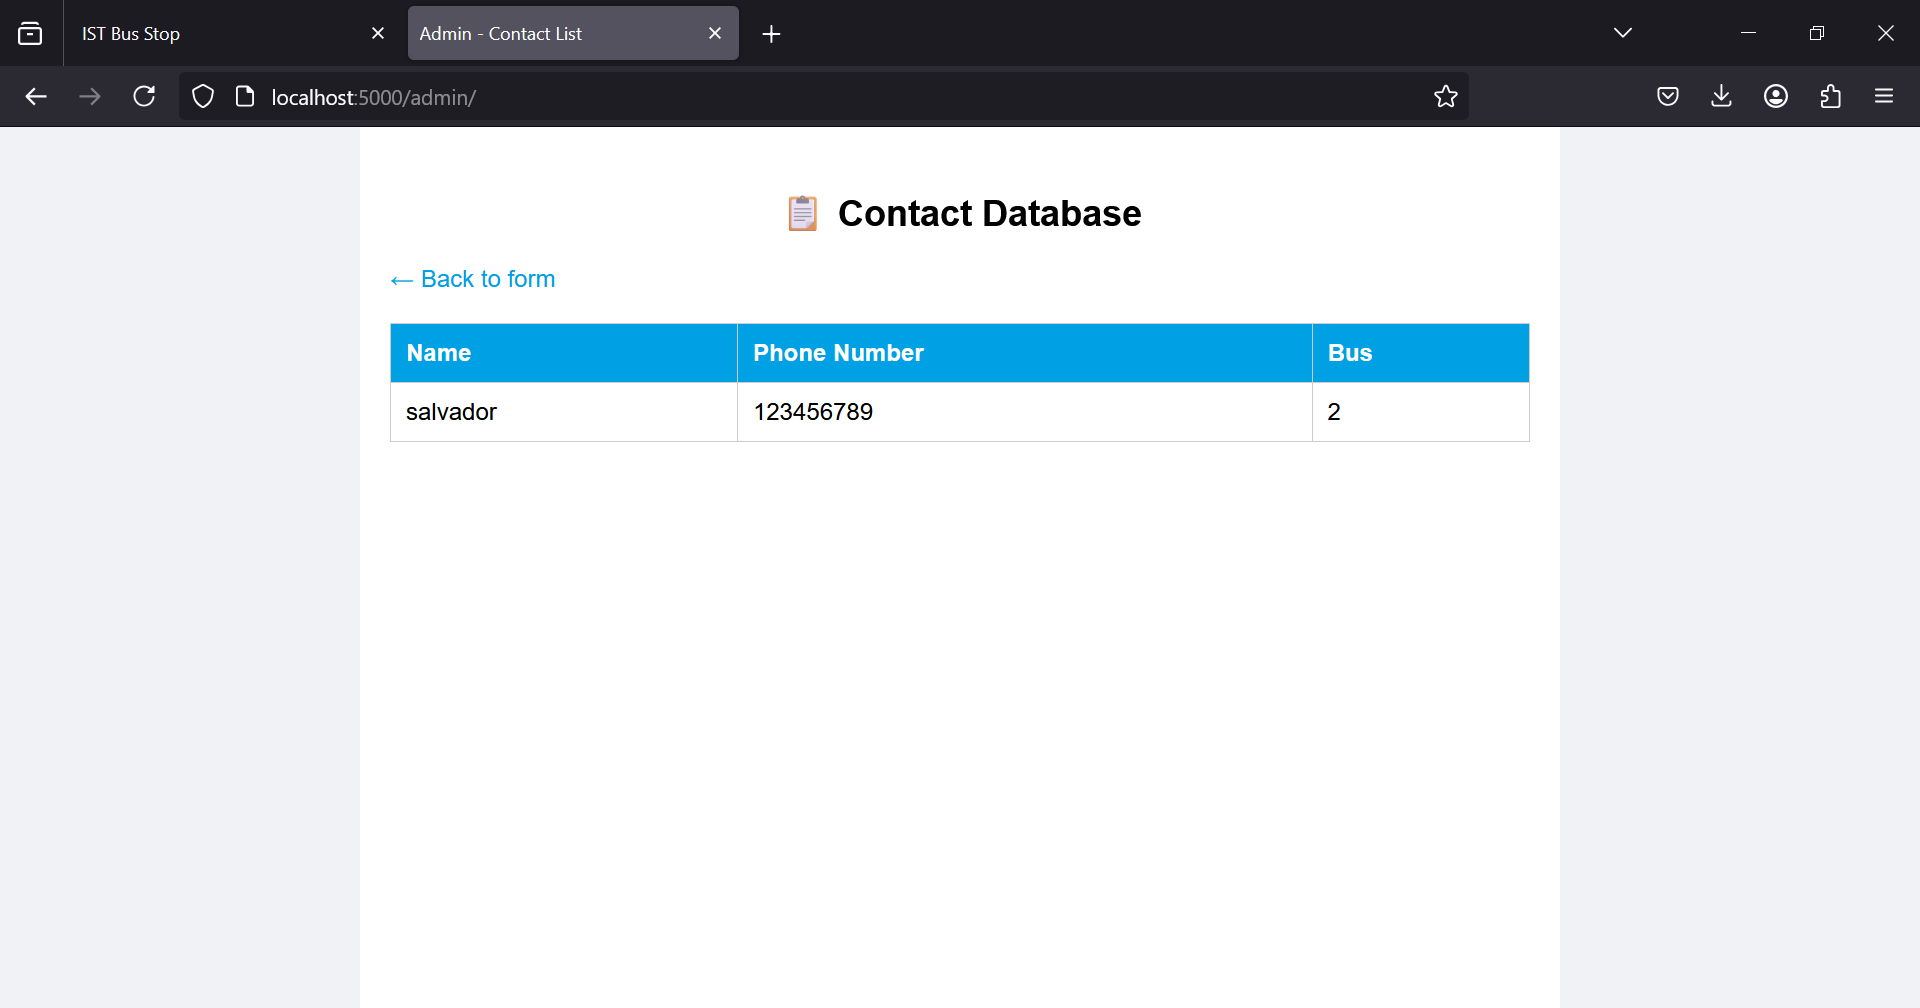 IST Bus Stop
Admin - Contact List
localhost:5000/admin/
📋 Contact Database
← Back to form
Name Phone Number Bus
salvador 123456789 2